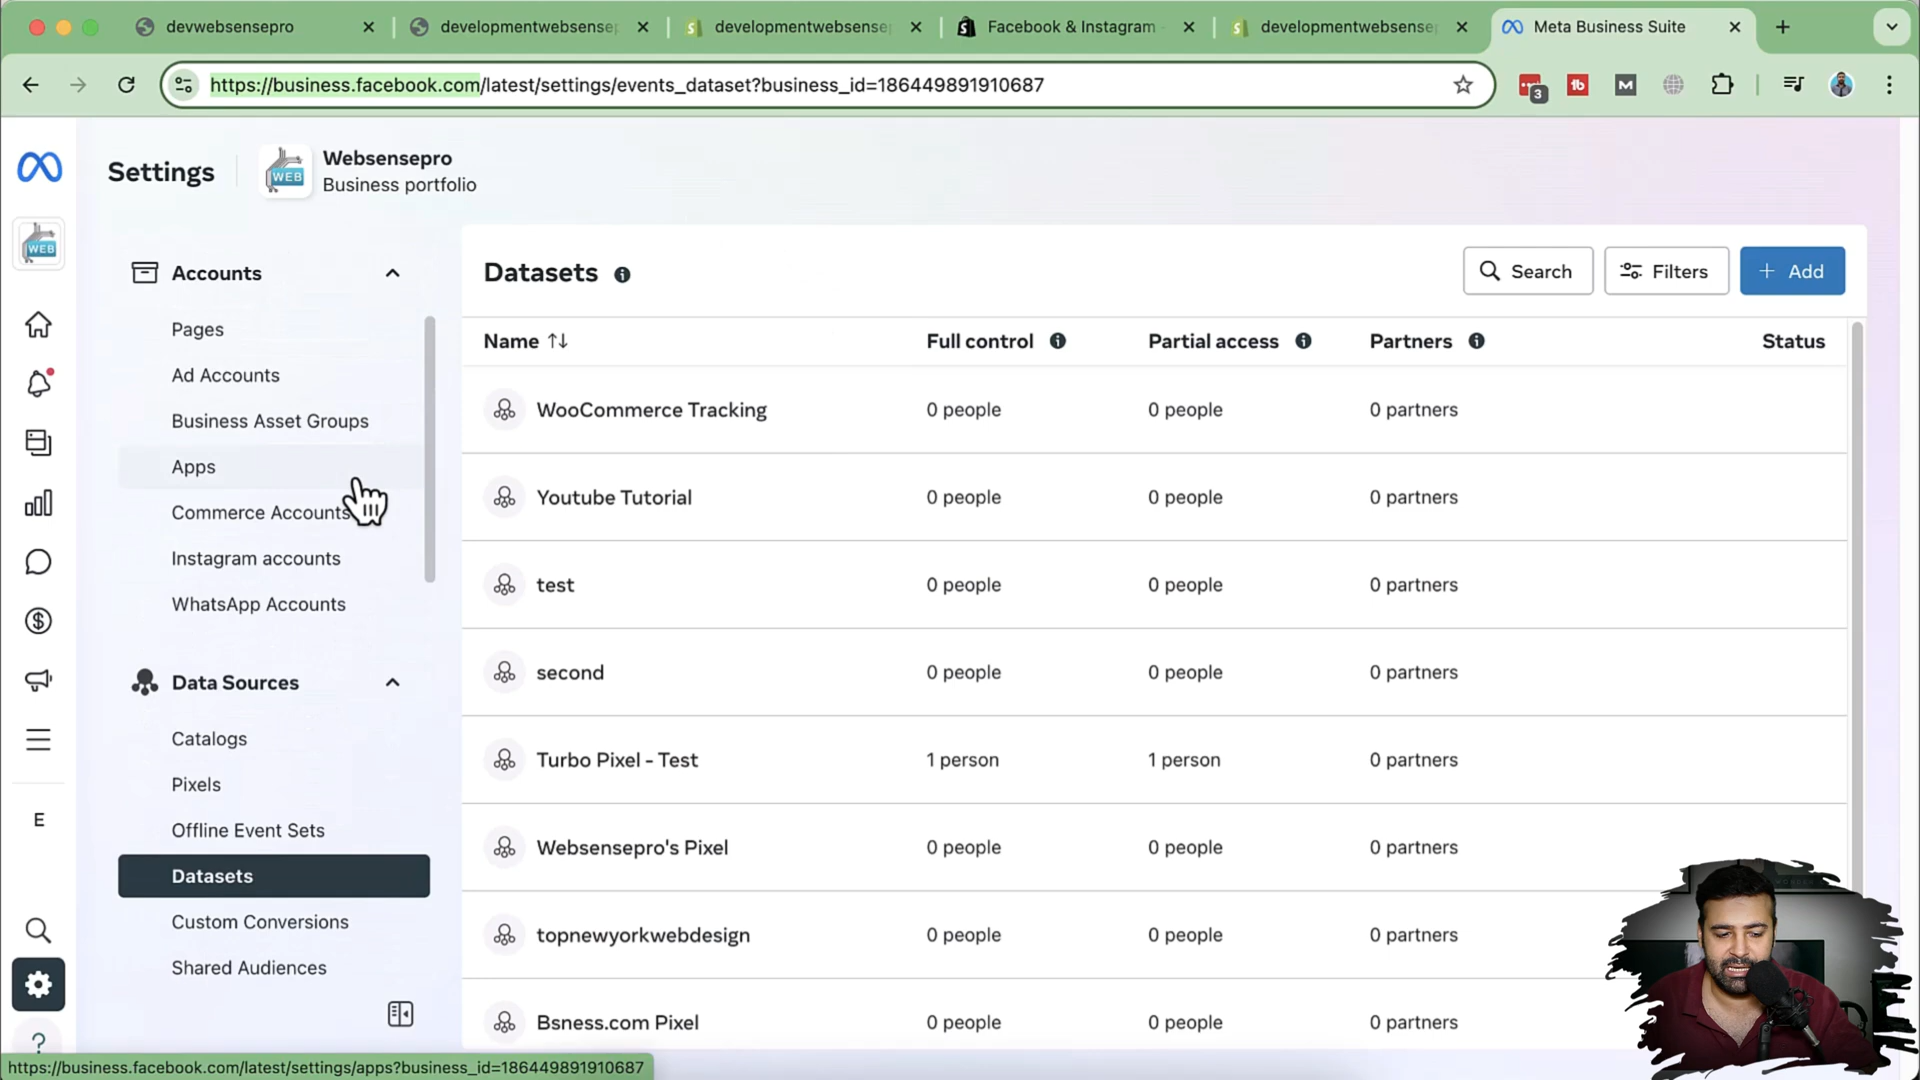 devwebsensepro
developmentwebsensep
developmentwebsense
Facebook & Instagram
developmentwebsensep
Meta Business Suite
https://business.facebook.com/latest/settings/events_dataset?business_id=186449891910687
3
Settings
WEB
Websensepro
Business portfolio
WEB
Accounts
Pages
Ad Accounts
Business Asset Groups
Apps
Commerce Accounts
Instagram accounts
WhatsApp Accounts
Data Sources
Catalogs
Pixels
Offline Event Sets
Datasets
Custom Conversions
Shared Audiences
E
?
Datasets
Search
Filters
+ Add
Name Full control Partial access Partners Status
WooCommerce Tracking 0 people 0 people 0 partners
Youtube Tutorial 0 people 0 people 0 partners
test 0 people 0 people 0 partners
second 0 people 0 people 0 partners
Turbo Pixel - Test 1 person 1 person 0 partners
Websensepro's Pixel 0 people 0 people 0 partners
topnewyorkwebdesign 0 people 0 people 0 partners
Bsness.com Pixel 0 people 0 people 0 partners
https://business.facebook.com/latest/settings/apps?business_id=186449891910687